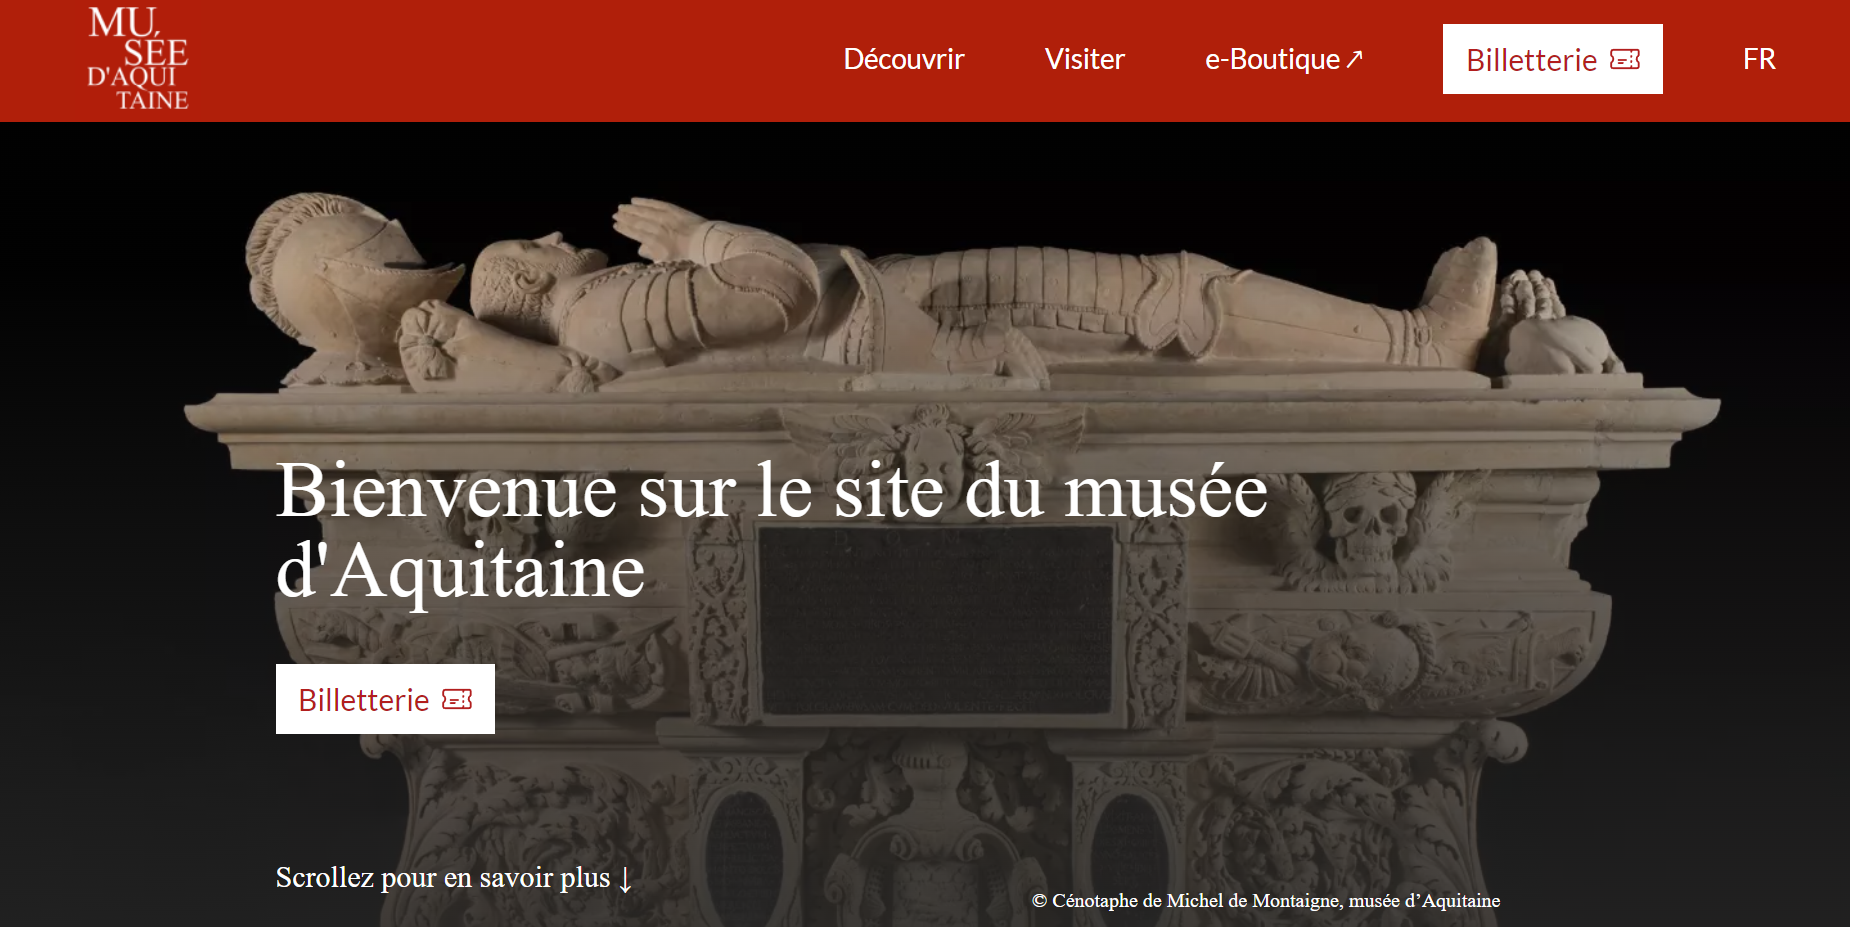 MU
SÉE
D'AQUI
TAINE
Découvrir
Visiter
e-Boutique ↗
Billetterie
FR
Bienvenue sur le site du musée
d'Aquitaine
Billetterie
Scrollez pour en savoir plus ↓
© Cénotaphe de Michel de Montaigne, musée d’Aquitaine